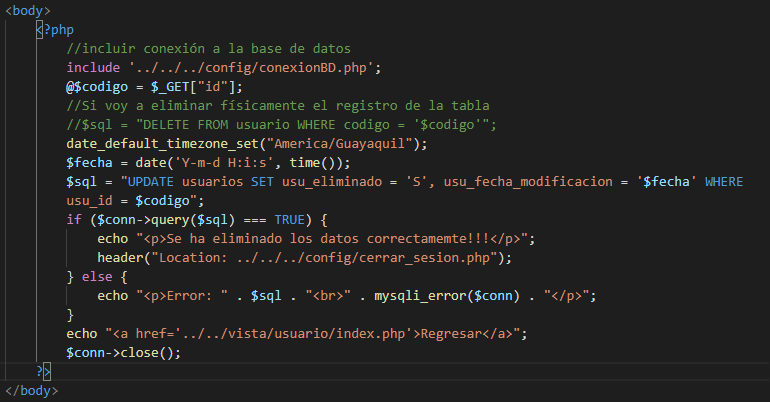 <body>
<?php
//incluir conexión a la base de datos
include '../../../config/conexionBD.php';
@$codigo = $_GET["id"];
//Si voy a eliminar físicamente el registro de la tabla
//$sql = "DELETE FROM usuario WHERE codigo = '$codigo'";
date_default_timezone_set("America/Guayaquil");
$fecha = date('Y-m-d H:i:s', time());
$sql = "UPDATE usuarios SET usu_eliminado = 'S', usu_fecha_modificacion = '$fecha' WHERE
usu_id = $codigo";
if ($conn->query($sql) === TRUE) {
echo "<p>Se ha eliminado los datos correctamemte!!!</p>";
header("Location: ../../../config/cerrar_sesion.php");
} else {
echo "<p>Error: " . $sql . "<br>" . mysqli_error($conn) . "</p>";
}
echo "<a href='../../vista/usuario/index.php'>Regresar</a>";
$conn->close();
?>
</body>